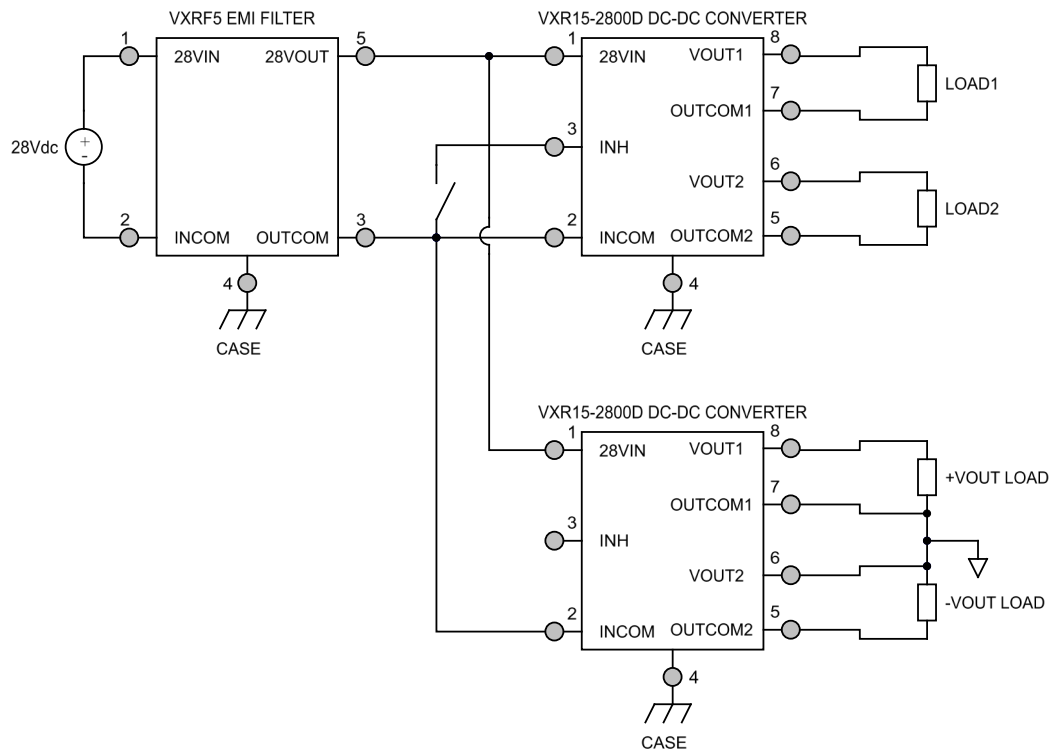 VXRF5 EMI FILTER
1
28VIN
28VOUT
5
28Vdc
+
-
2
INCOM
OUTCOM
3
4
CASE
VXR15-2800D DC-DC CONVERTER
1
28VIN
VOUT1
8
OUTCOM1
7
LOAD1
3
INH
VOUT2
6
LOAD2
2
INCOM
OUTCOM2
5
4
CASE
VXR15-2800D DC-DC CONVERTER
1
28VIN
VOUT1
8
+VOUT LOAD
OUTCOM1
7
3
INH
VOUT2
6
-VOUT LOAD
2
INCOM
OUTCOM2
5
4
CASE